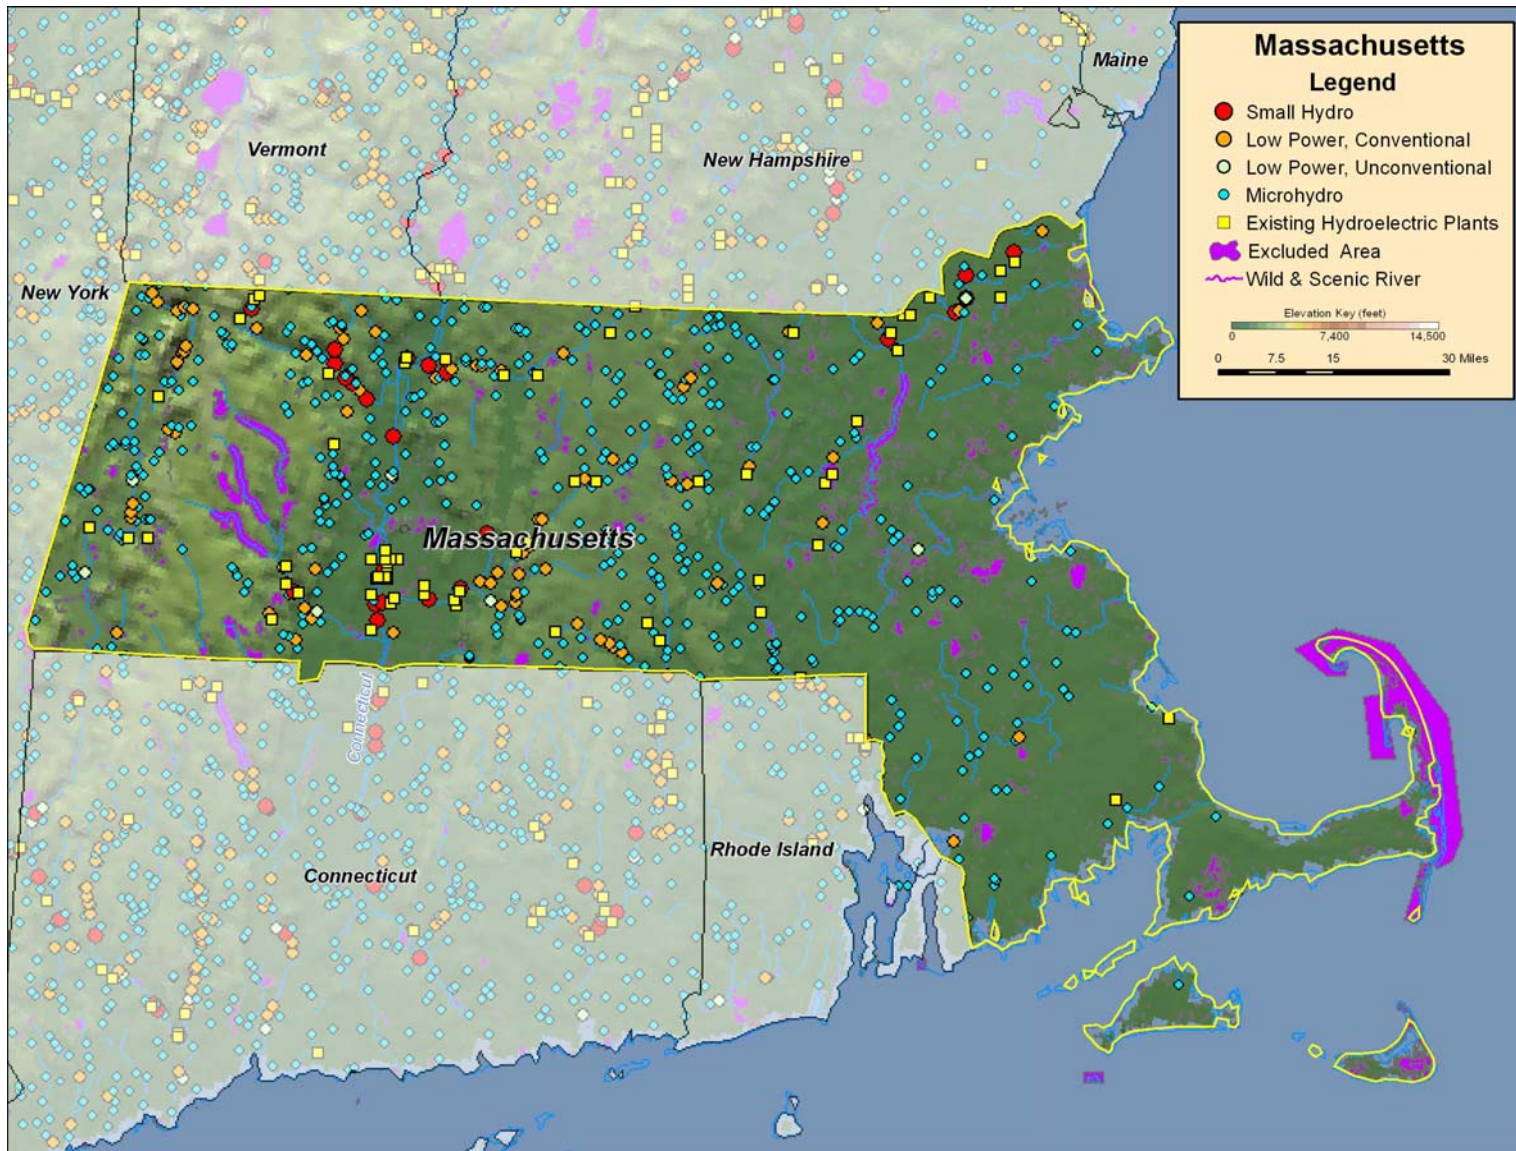 Massachusetts
Legend
Small Hydro
Low Power, Conventional
Low Power, Unconventional
Microhydro
Existing Hydroelectric Plants
Excluded Area
Wild & Scenic River
Elevation Key (feet)
0 7,400 14,500
0 7.5 15 30 Miles
Maine
Vermont
New Hampshire
New York
Massachusetts
Connecticut
Rhode Island
Connecticut